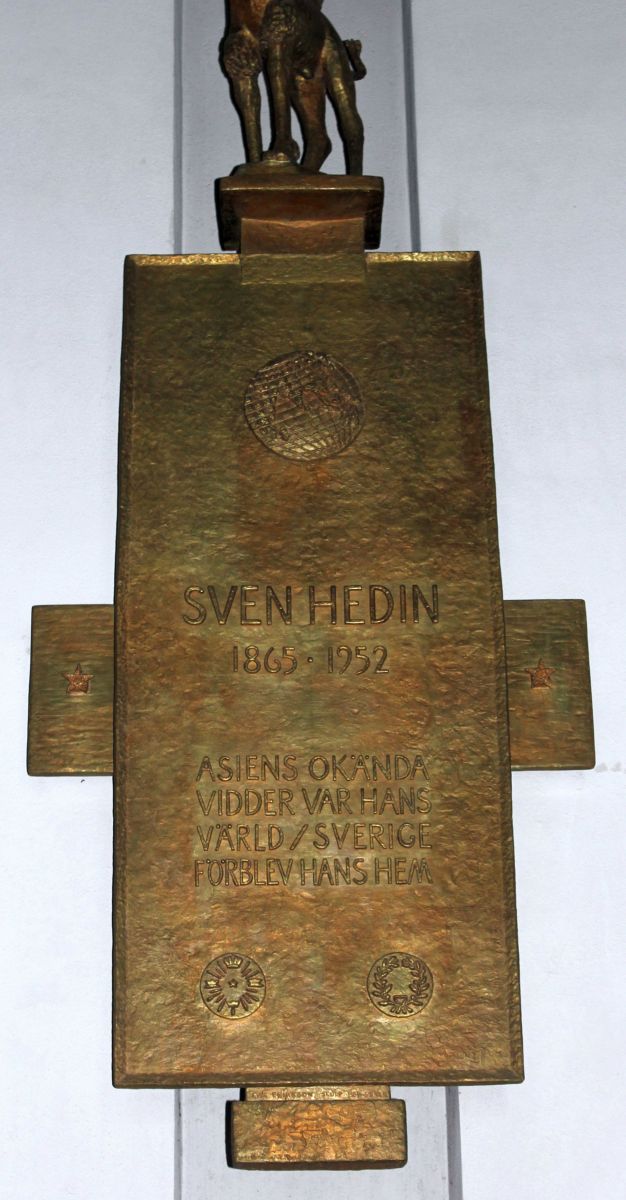 SVEN HEDIN
1865 · 1952
ASIENS OKÄNDA
VIDDER VAR HANS
VÄRLD / SVERIGE
FÖRBLEV HANS HEM